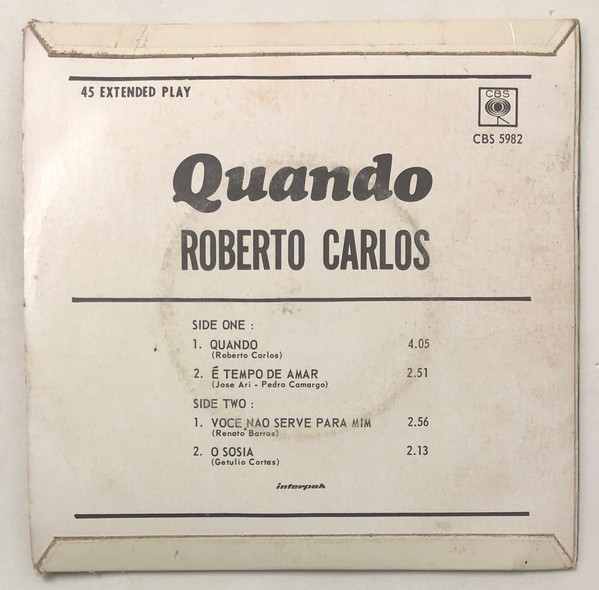 45 EXTENDED PLAY
CBS
CBS 5982
Quando
ROBERTO CARLOS
SIDE ONE :
1. QUANDO 4.05
(Roberto Carlos)
2. É TEMPO DE AMAR 2.51
(Jose Ari - Pedro Camargo)
SIDE TWO :
1. VOCE NAO SERVE PARA MIM 2.56
(Renato Barros)
2. O SOSIA 2.13
(Getulio Cortes)
interpak